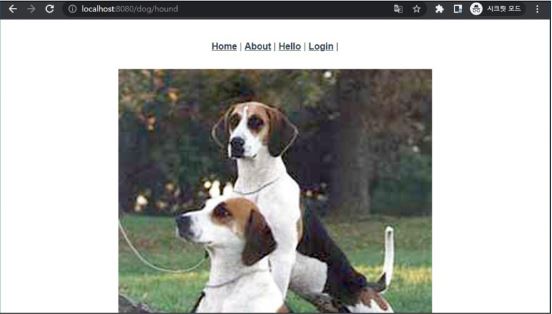 localhost:8080/dog/hound
시크릿 모드
Home | About | Hello | Login |